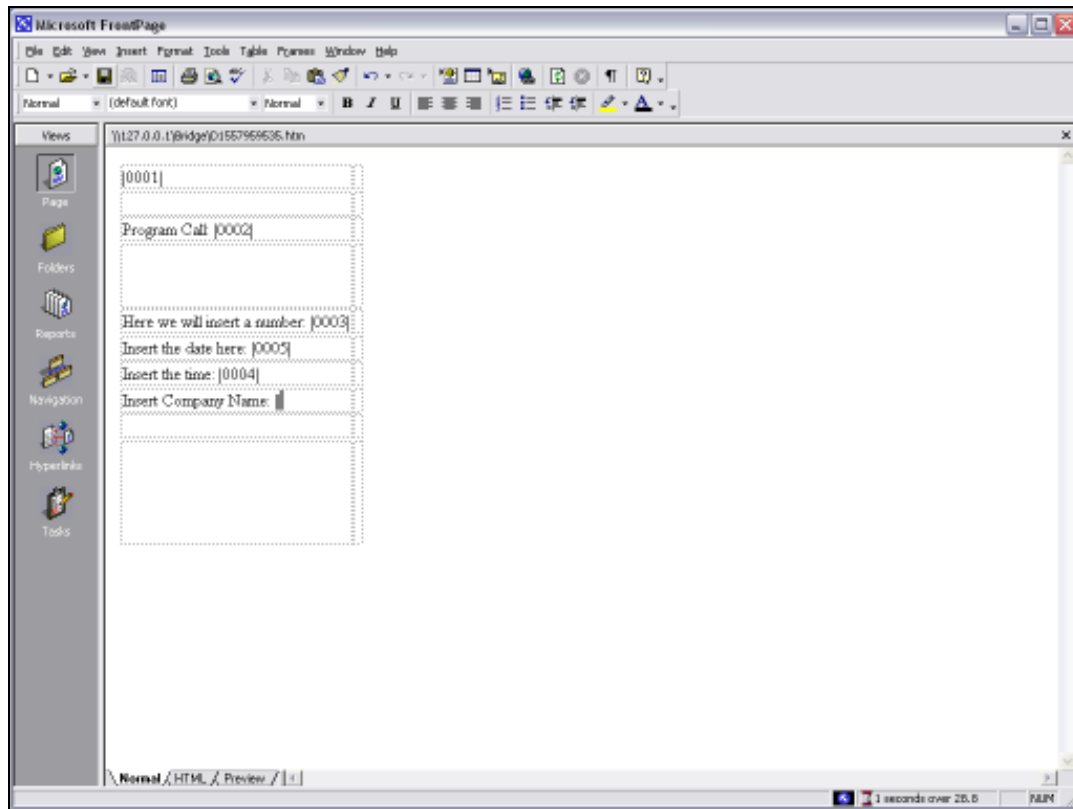 Microsoft FrontPage
File Edit View Insert Format Tools Table Frames Window Help
Normal (default font) Normal B I U A
Views \\127.0.0.1\Bridge\D1557959535.htm
Page
Folders
Reports
Navigation
Hyperlinks
Tasks
|0001|
Program Call: |0002|
Here we will insert a number: |0003|
Insert the date here: |0005|
Insert the time: |0004|
Insert Company Name:
Normal HTML Preview
1 seconds over 28.8 NUM